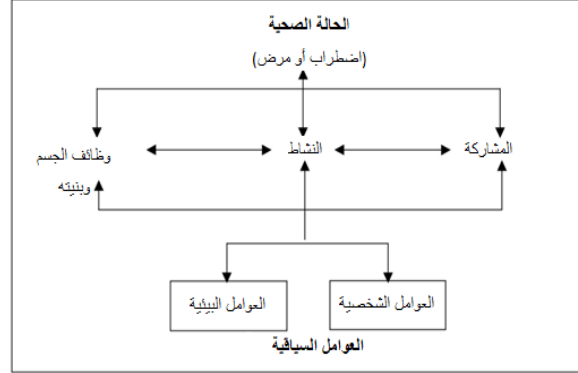 الحالة الصحية
(اضطراب أو مرض)
المشاركة
النشاط
وظائف الجسم
وبنيته
العوامل الشخصية
العوامل البيئية
العوامل السياقية